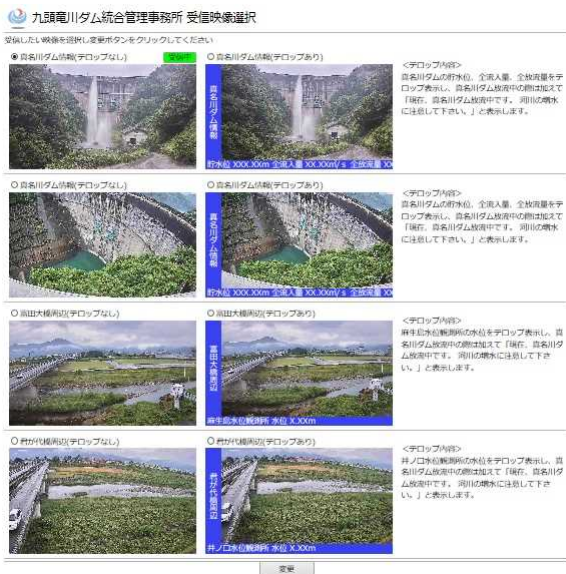 九頭竜川ダム統合管理事務所 受信映像選択
受信したい映像を選択し変更ボタンをクリックしてください
真名川ダム情報(テロップなし)
受信中
真名川ダム情報(テロップあり)
真名川ダム情報
貯水位 XXX.XXm 全流入量 XX.XXm/s 全放流量 XX
<テロップ内容>
真名川ダムの貯水位、全流入量、全放流量をテ
ロップ表示し、真名川ダム放流中の際は加えて
「現在、真名川ダム放流中です。 河川の増水
に注意して下さい。」と表示します。
真名川ダム情報(テロップなし)
真名川ダム情報(テロップあり)
真名川ダム情報
貯水位 XXX.XXm 全流入量 XX.XXm/s 全放流量 XX
<テロップ内容>
真名川ダムの貯水位、全流入量、全放流量をテ
ロップ表示し、真名川ダム放流中の際は加えて
「現在、真名川ダム放流中です。 河川の増水
に注意して下さい。」と表示します。
富田大橋周辺(テロップなし)
富田大橋周辺(テロップあり)
富田大橋周辺
麻生島水位観測所 水位 X.XXm
<テロップ内容>
麻生島水位観測所の水位をテロップ表示し、真
名川ダム放流中の際は加えて「現在、真名川ダ
ム放流中です。 河川の増水に注意して下さ
い。」と表示します。
君が代橋周辺(テロップなし)
君が代橋周辺(テロップあり)
君が代橋周辺
井ノ口水位観測所 水位 X.XXm
<テロップ内容>
井ノ口水位観測所の水位をテロップ表示し、真
名川ダム放流中の際は加えて「現在、真名川ダ
ム放流中です。 河川の増水に注意して下さ
い。」と表示します。
変更